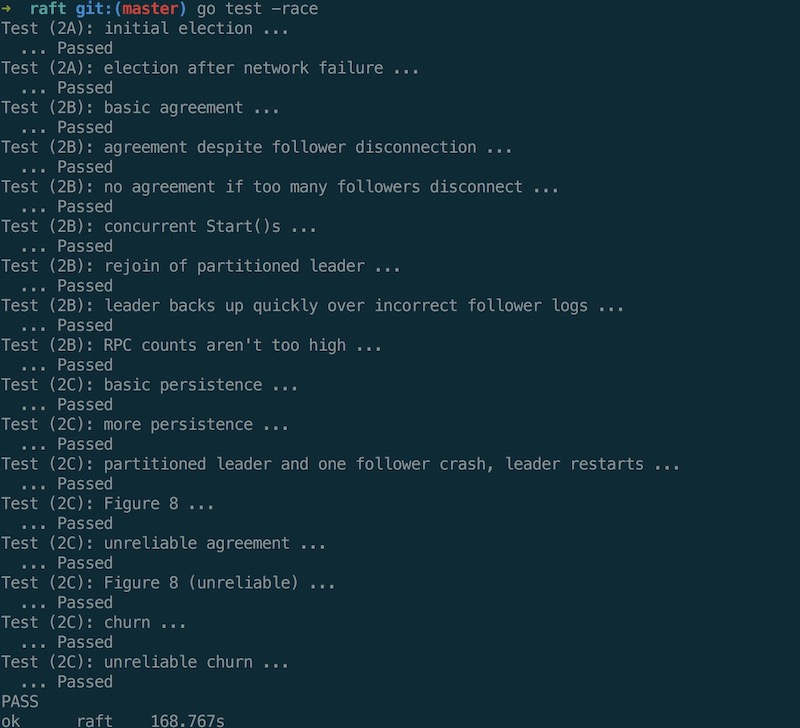 ➜  raft git:(master) go test -race
Test (2A): initial election ...
  ... Passed
Test (2A): election after network failure ...
  ... Passed
Test (2B): basic agreement ...
  ... Passed
Test (2B): agreement despite follower disconnection ...
  ... Passed
Test (2B): no agreement if too many followers disconnect ...
  ... Passed
Test (2B): concurrent Start()s ...
  ... Passed
Test (2B): rejoin of partitioned leader ...
  ... Passed
Test (2B): leader backs up quickly over incorrect follower logs ...
  ... Passed
Test (2B): RPC counts aren't too high ...
  ... Passed
Test (2C): basic persistence ...
  ... Passed
Test (2C): more persistence ...
  ... Passed
Test (2C): partitioned leader and one follower crash, leader restarts ...
  ... Passed
Test (2C): Figure 8 ...
  ... Passed
Test (2C): unreliable agreement ...
  ... Passed
Test (2C): Figure 8 (unreliable) ...
  ... Passed
Test (2C): churn ...
  ... Passed
Test (2C): unreliable churn ...
  ... Passed
PASS
ok      raft    168.767s